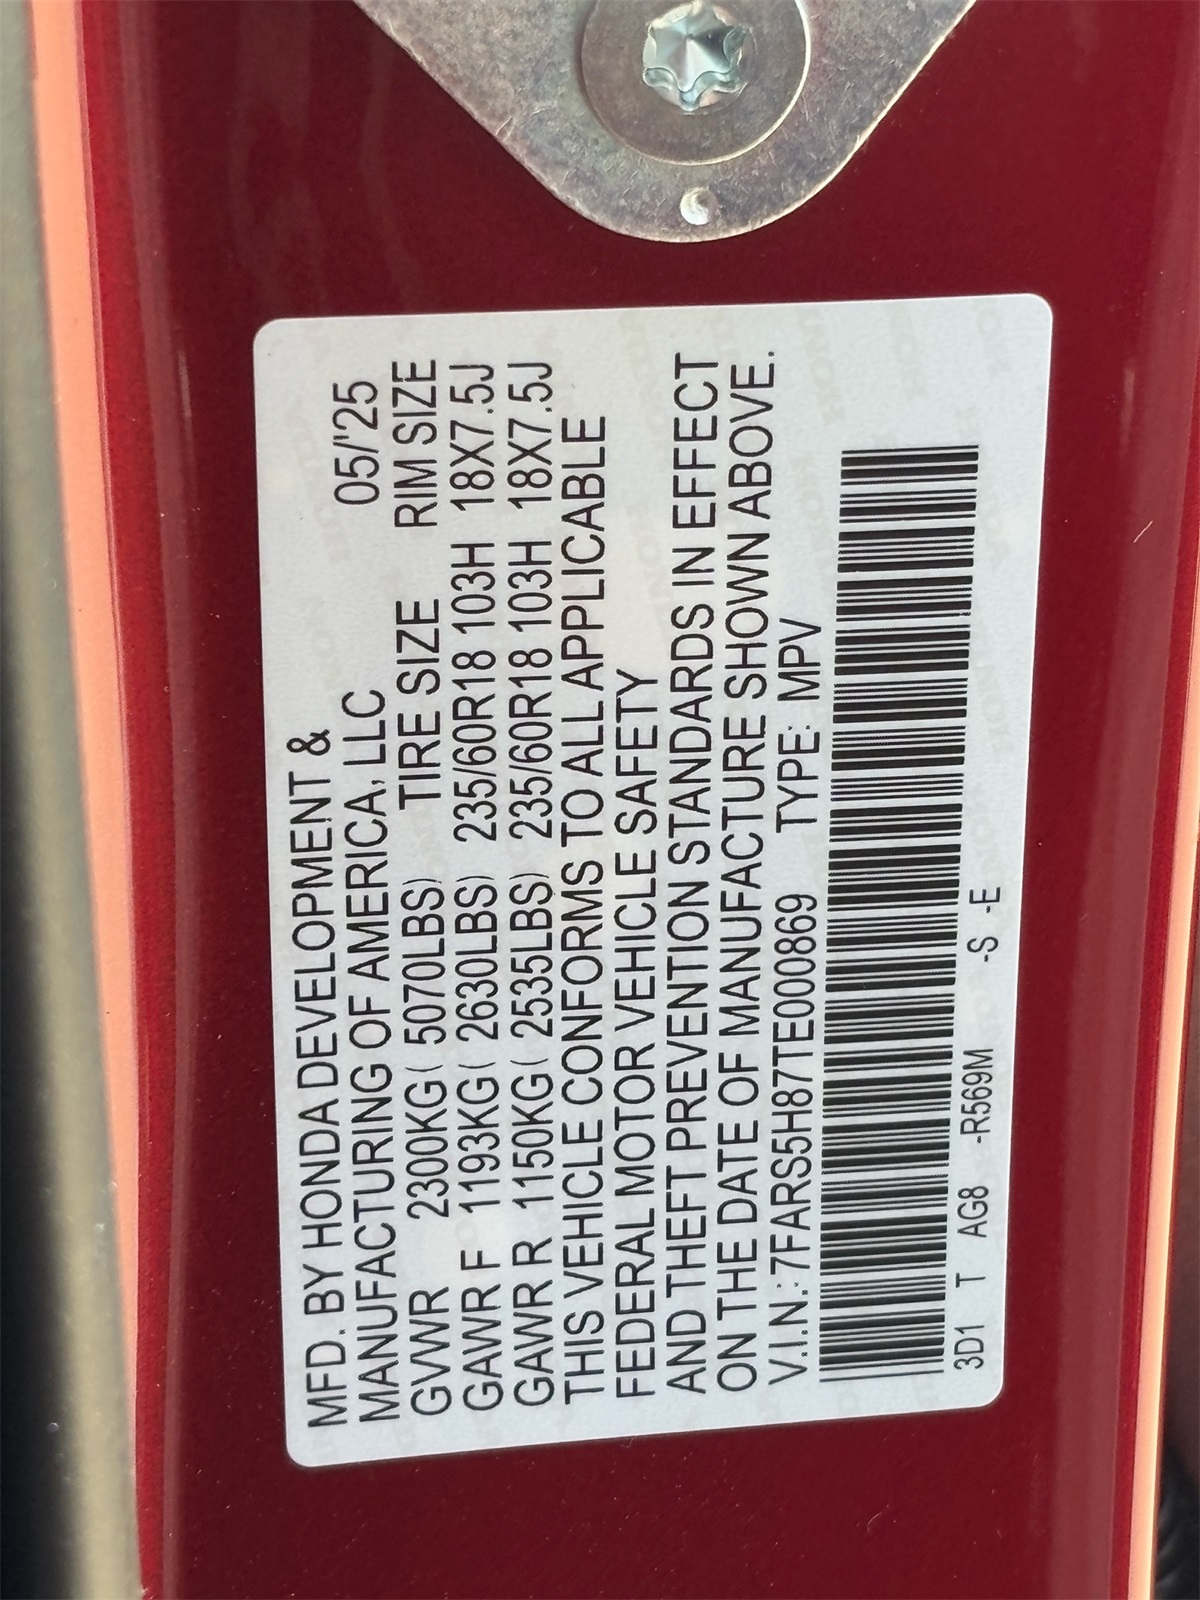 MFD. BY HONDA DEVELOPMENT &
MANUFACTURING OF AMERICA, LLC 05/'25
GVWR 2300KG( 5070LBS) TIRE SIZE RIM SIZE
GAWR F 1193KG( 2630LBS) 235/60R18 103H 18X7.5J
GAWR R 1150KG( 2535LBS) 235/60R18 103H 18X7.5J
THIS VEHICLE CONFORMS TO ALL APPLICABLE
FEDERAL MOTOR VEHICLE SAFETY
AND THEFT PREVENTION STANDARDS IN EFFECT
ON THE DATE OF MANUFACTURE SHOWN ABOVE.
V.I.N.: 7FARS5H87TE000869 TYPE: MPV
3D1 T AG8 -R569M -S -E